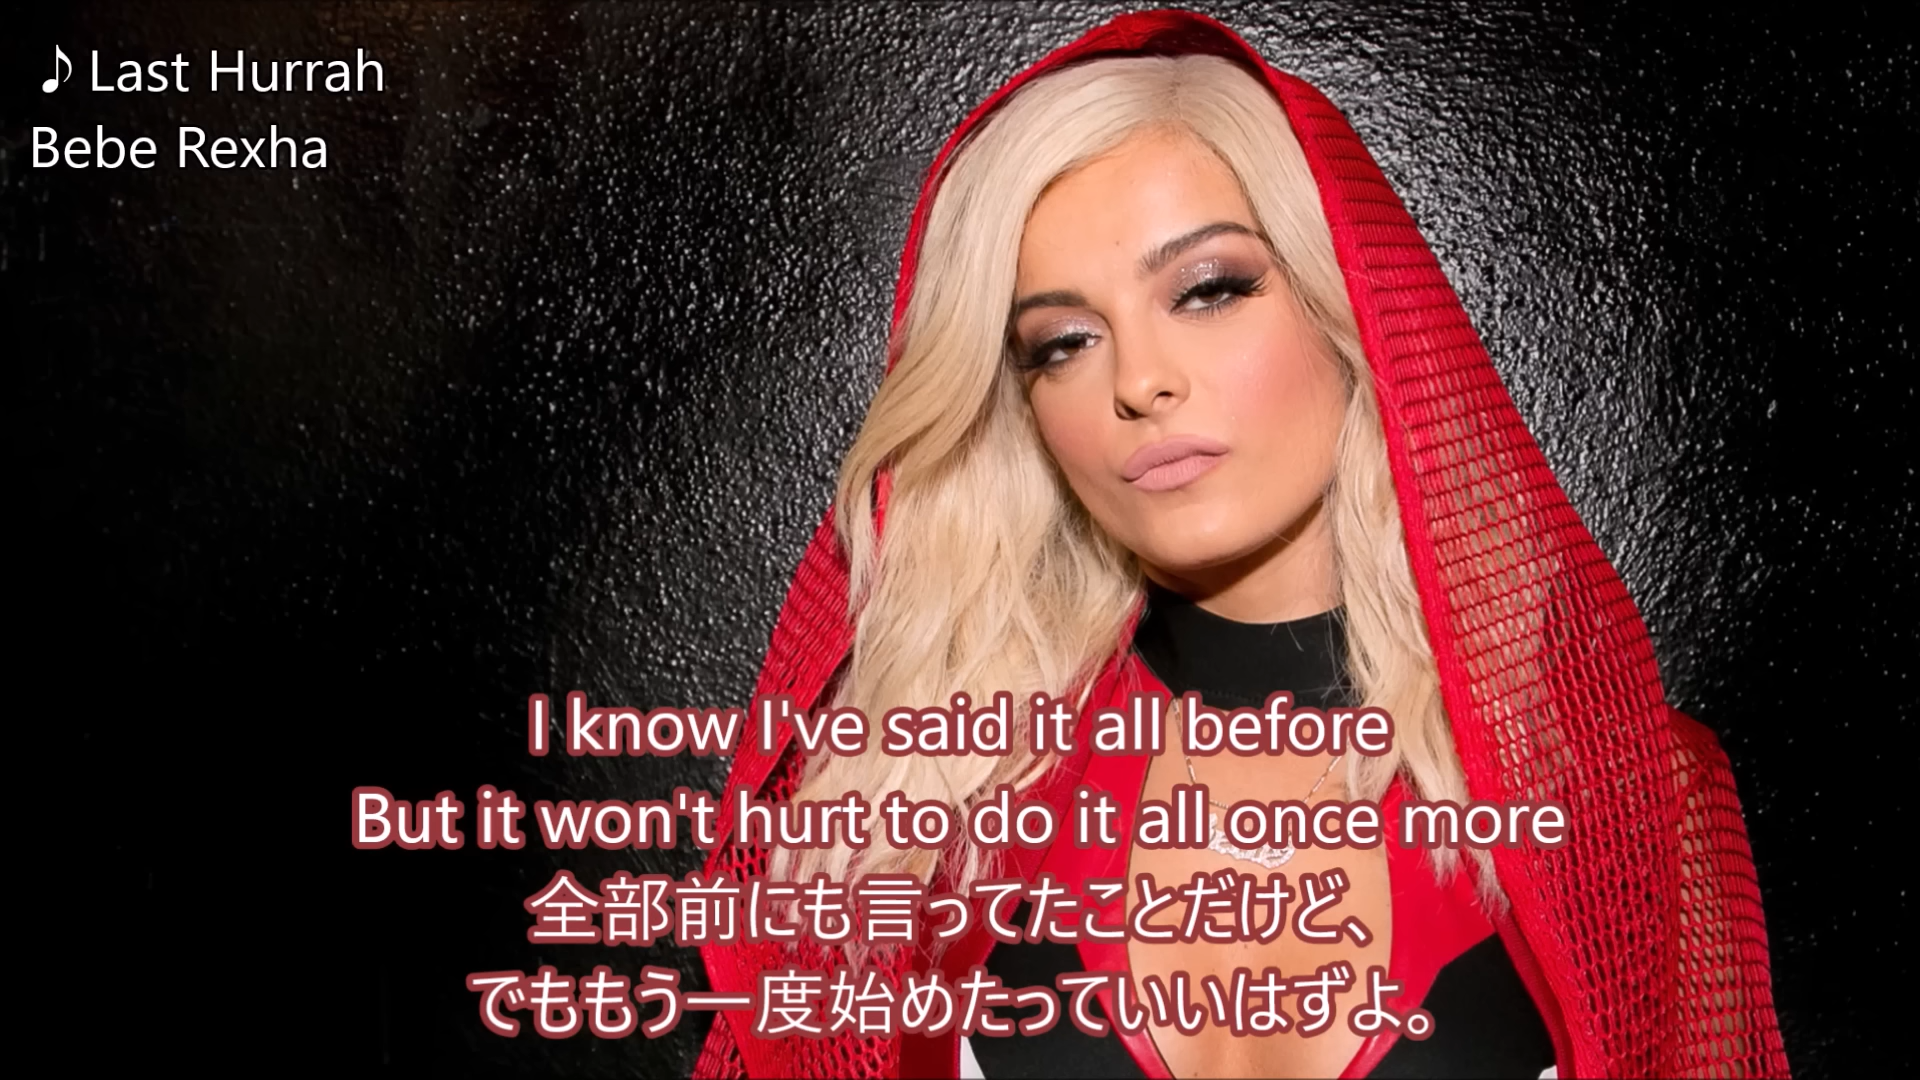 ♪ Last Hurrah
Bebe Rexha
I know I've said it all before
But it won't hurt to do it all once more
全部前にも言ってたことだけど、
でももう一度始めたっていいはずよ。